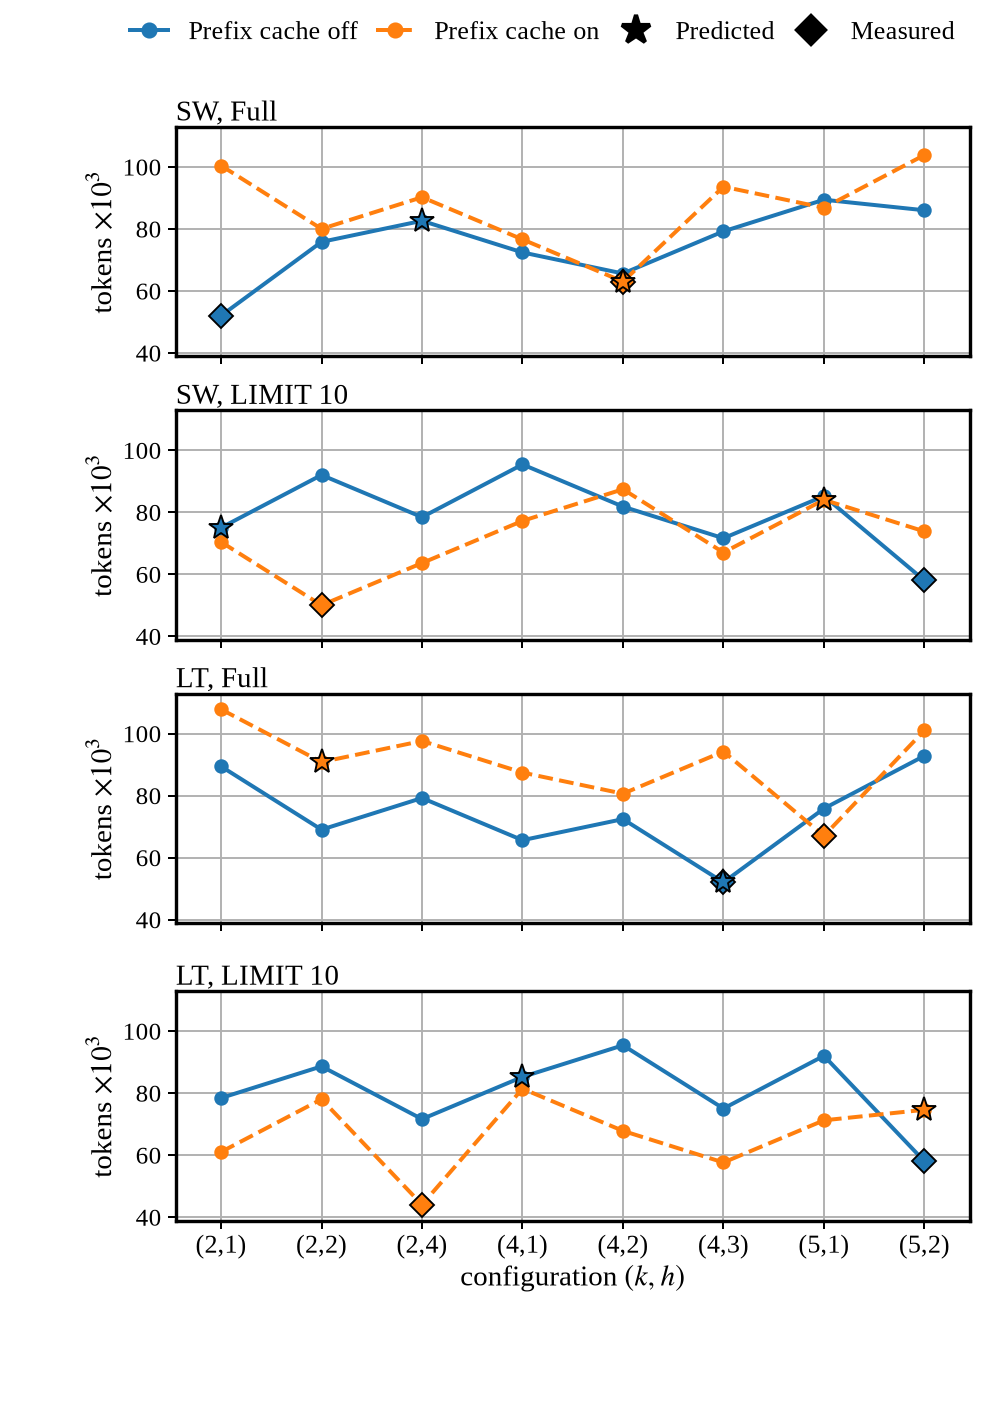 Prefix cache off Prefix cache on Predicted Measured
SW, Full
tokens ×10³
100
80
60
40
SW, LIMIT 10
tokens ×10³
100
80
60
40
LT, Full
tokens ×10³
100
80
60
40
LT, LIMIT 10
tokens ×10³
100
80
60
40
(2,1) (2,2) (2,4) (4,1) (4,2) (4,3) (5,1) (5,2)
configuration (k, h)